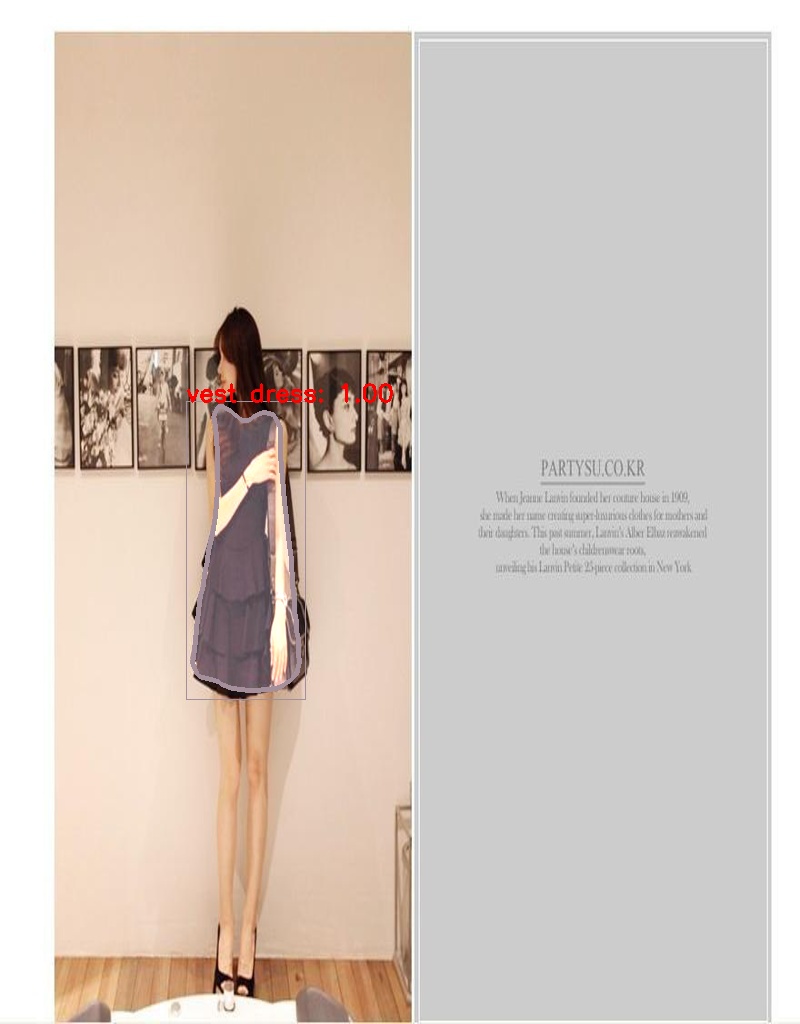 vest dress: 1.00
PARTYSU.CO.KR
When Jeanne Lanvin founded her couture house in 1909,
she made her name creating super-luxurious clothes for mothers and
their daughters. This past summer, Lanvin's Alber Elbaz reawakened
the house's childrenswear roots,
unveiling his Lanvin Petite 25-piece collection in New York